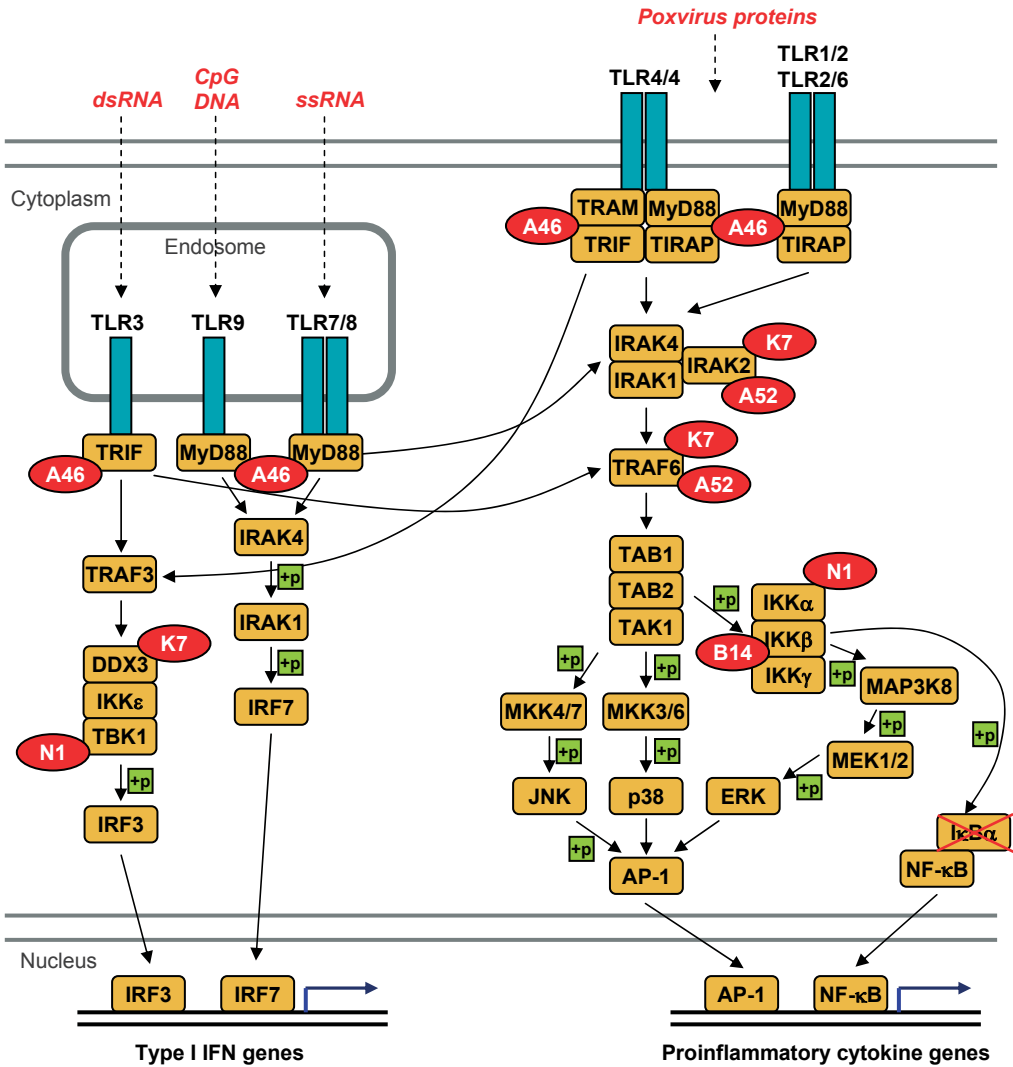 Poxvirus proteins
TLR1/2
TLR2/6
TLR4/4
CpG
DNA
dsRNA
ssRNA
Cytoplasm
Endosome
TRAM
MyD88
MyD88
A46
A46
TRIF
TIRAP
TIRAP
TLR3
TLR9
TLR7/8
IRAK4
K7
IRAK2
IRAK1
A52
TRIF
MyD88
MyD88
A46
A46
K7
TRAF6
A52
IRAK4
+p
TRAF3
IRAK1
+p
IRF7
K7
DDX3
IKKε
TBK1
N1
+p
IRF3
TAB1
TAB2
TAK1
+p
N1
IKKα
IKKβ
IKKγ
B14
+p
MAP3K8
+p
MEK1/2
+p
+p
+p
MKK4/7
MKK3/6
+p
+p
JNK
p38
ERK
+p
AP-1
+p
IκBα
NF-κB
Nucleus
IRF3
IRF7
AP-1
NF-κB
Type I IFN genes
Proinflammatory cytokine genes